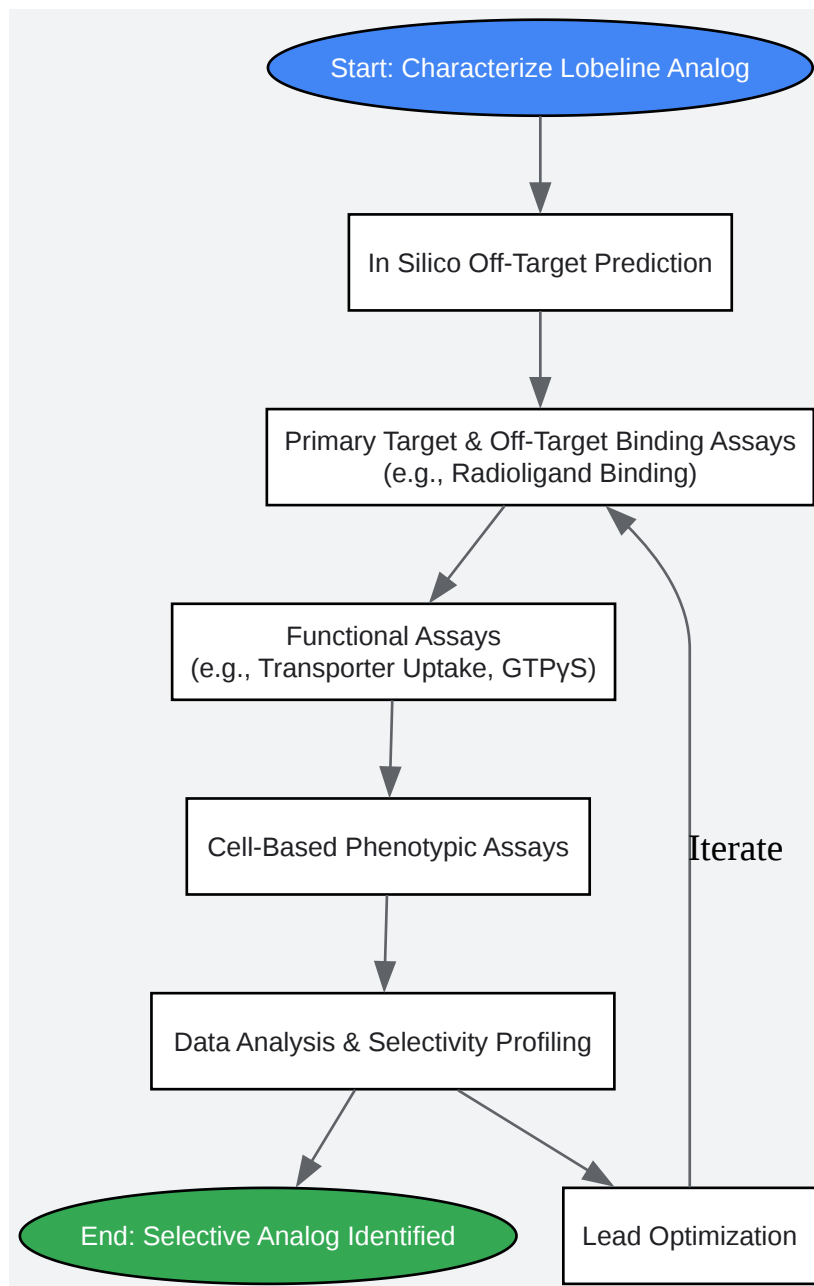 Start: Characterize Lobeline Analog
In Silico Off-Target Prediction
Primary Target & Off-Target Binding Assays
(e.g., Radioligand Binding)
Functional Assays
(e.g., Transporter Uptake, GTPγS)
Cell-Based Phenotypic Assays
Iterate
Data Analysis & Selectivity Profiling
End: Selective Analog Identified
Lead Optimization